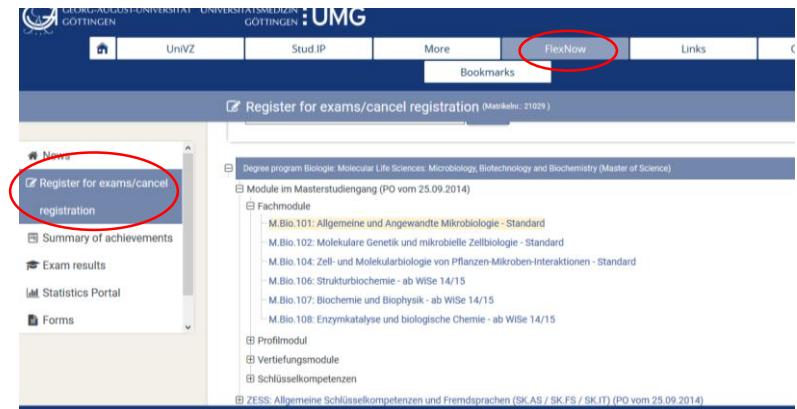 GEORG-AUGUST-UNIVERSITÄT UNIVERSITÄTSMEDIZIN
GÖTTINGEN GÖTTINGEN : UMG
UniVZ Stud.IP More FlexNow Links
Bookmarks
Register for exams/cancel registration (Matrikelnr.: 21029 )
News
Register for exams/cancel
registration
Summary of achievements
Exam results
Statistics Portal
Forms
Degree program Biologie: Molecular Life Sciences: Microbiology, Biotechnology and Biochemistry (Master of Science)
Module im Masterstudiengang (PO vom 25.09.2014)
Fachmodule
M.Bio.101: Allgemeine und Angewandte Mikrobiologie - Standard
M.Bio.102: Molekulare Genetik und mikrobielle Zellbiologie - Standard
M.Bio.104: Zell- und Molekularbiologie von Pflanzen-Mikroben-Interaktionen - Standard
M.Bio.106: Strukturbiochemie - ab WiSe 14/15
M.Bio.107: Biochemie und Biophysik - ab WiSe 14/15
M.Bio.108: Enzymkatalyse und biologische Chemie - ab WiSe 14/15
Profilmodul
Vertiefungsmodule
Schlüsselkompetenzen
ZESS: Allgemeine Schlüsselkompetenzen und Fremdsprachen (SK.AS / SK.FS / SK.IT) (PO vom 25.09.2014)